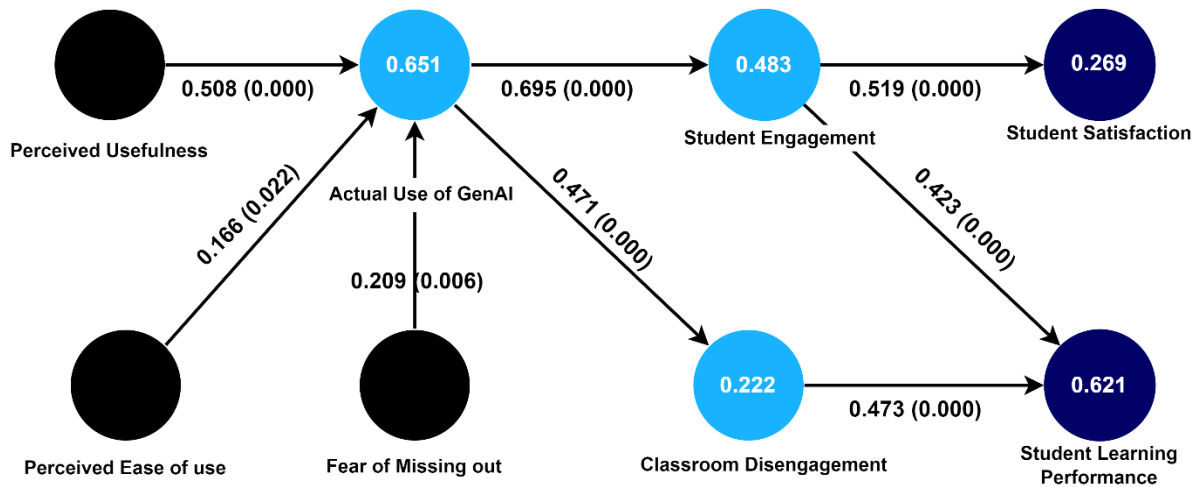 0.651
0.483
0.269
0.508 (0.000)
0.695 (0.000)
0.519 (0.000)
Perceived Usefulness
Student Engagement
Student Satisfaction
Actual Use of GenAI
0.166 (0.022)
0.471 (0.000)
0.423 (0.000)
0.209 (0.006)
0.222
0.621
0.473 (0.000)
Perceived Ease of use
Fear of Missing out
Classroom Disengagement
Student Learning
Performance